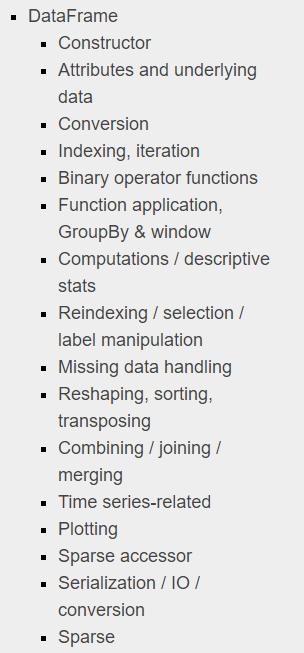 DataFrame
Constructor
Attributes and underlying
data
Conversion
Indexing, iteration
Binary operator functions
Function application,
GroupBy & window
Computations / descriptive
stats
Reindexing / selection /
label manipulation
Missing data handling
Reshaping, sorting,
transposing
Combining / joining /
merging
Time series-related
Plotting
Sparse accessor
Serialization / IO /
conversion
Sparse